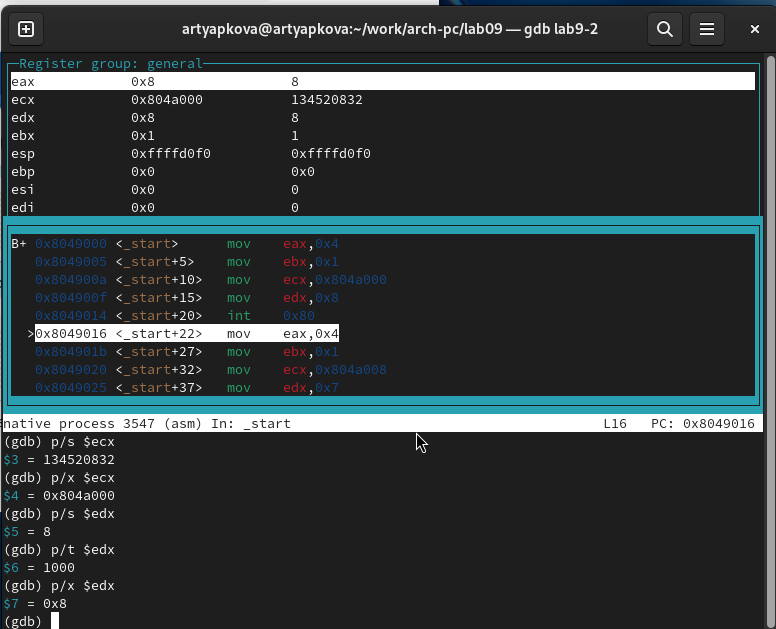 artyapkova@artyapkova:~/work/arch-pc/lab09 — gdb lab9-2
Register group: general
eax 0x8 8
ecx 0x804a000 134520832
edx 0x8 8
ebx 0x1 1
esp 0xffffd0f0 0xffffd0f0
ebp 0x0 0x0
esi 0x0 0
edi 0x0 0
B+ 0x8049000 <_start> mov eax,0x4
0x8049005 <_start+5> mov ebx,0x1
0x804900a <_start+10> mov ecx,0x804a000
0x804900f <_start+15> mov edx,0x8
0x8049014 <_start+20> int 0x80
>0x8049016 <_start+22> mov eax,0x4
0x804901b <_start+27> mov ebx,0x1
0x8049020 <_start+32> mov ecx,0x804a008
0x8049025 <_start+37> mov edx,0x7
native process 3547 (asm) In: _start L16 PC: 0x8049016
(gdb) p/s $ecx
$3 = 134520832
(gdb) p/x $ecx
$4 = 0x804a000
(gdb) p/s $edx
$5 = 8
(gdb) p/t $edx
$6 = 1000
(gdb) p/x $edx
$7 = 0x8
(gdb)